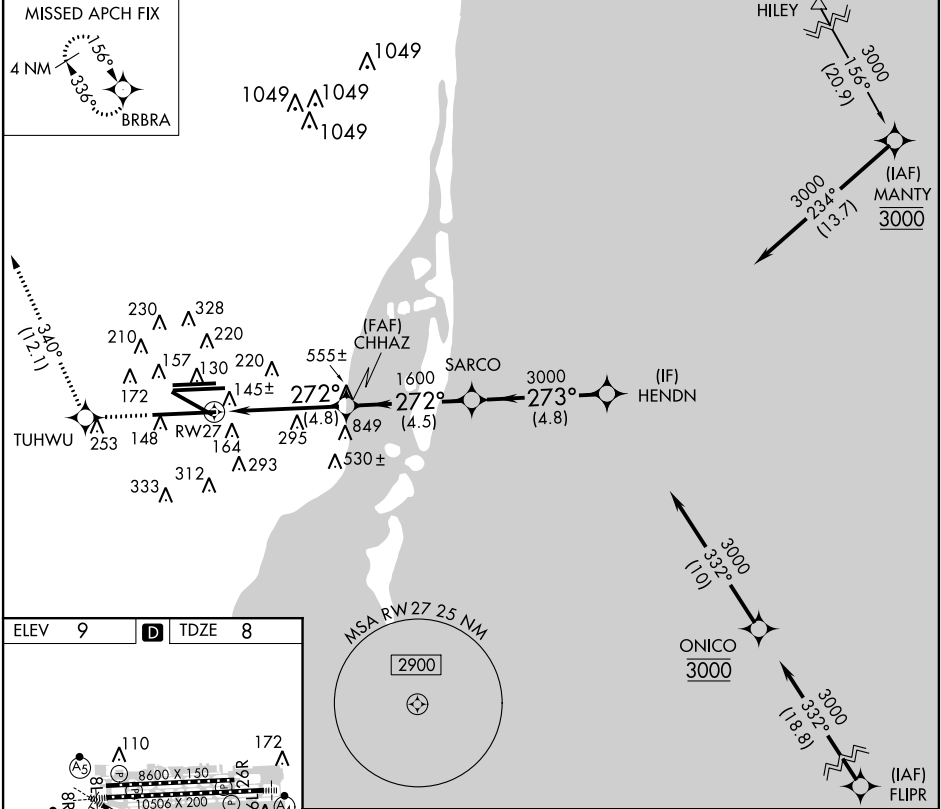 MISSED APCH FIX
4 NM
156°
336°
BRBRA
1049
1049
1049
1049
HILEY
3000
156°
(20.9)
(IAF)
MANTY
3000
3000
234°
(13.7)
340°
(12.1)
230
328
210
220
157
130
220
172
145±
555±
(FAF)
CHHAZ
SARCO
272°
(4.8)
1600
272°
(4.5)
3000
273°
(4.8)
(IF)
HENDN
TUHWU
253
148
RW27
164
295
849
293
530±
312
333
3000
332°
(10)
ONICO
3000
3000
332°
(18.8)
(IAF)
FLIPR
MSA RW27 25 NM
2900
ELEV 9
D
TDZE 8
110
172
A5
P
8600 X 150
26R
8L
10506 X 200
P
8R